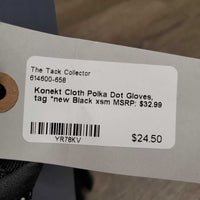 The Tack Collector
614600-658
Konekt Cloth Polka Dot Gloves,
tag *new Black xsm MSRP: $32.99
YR78KV
$24.50